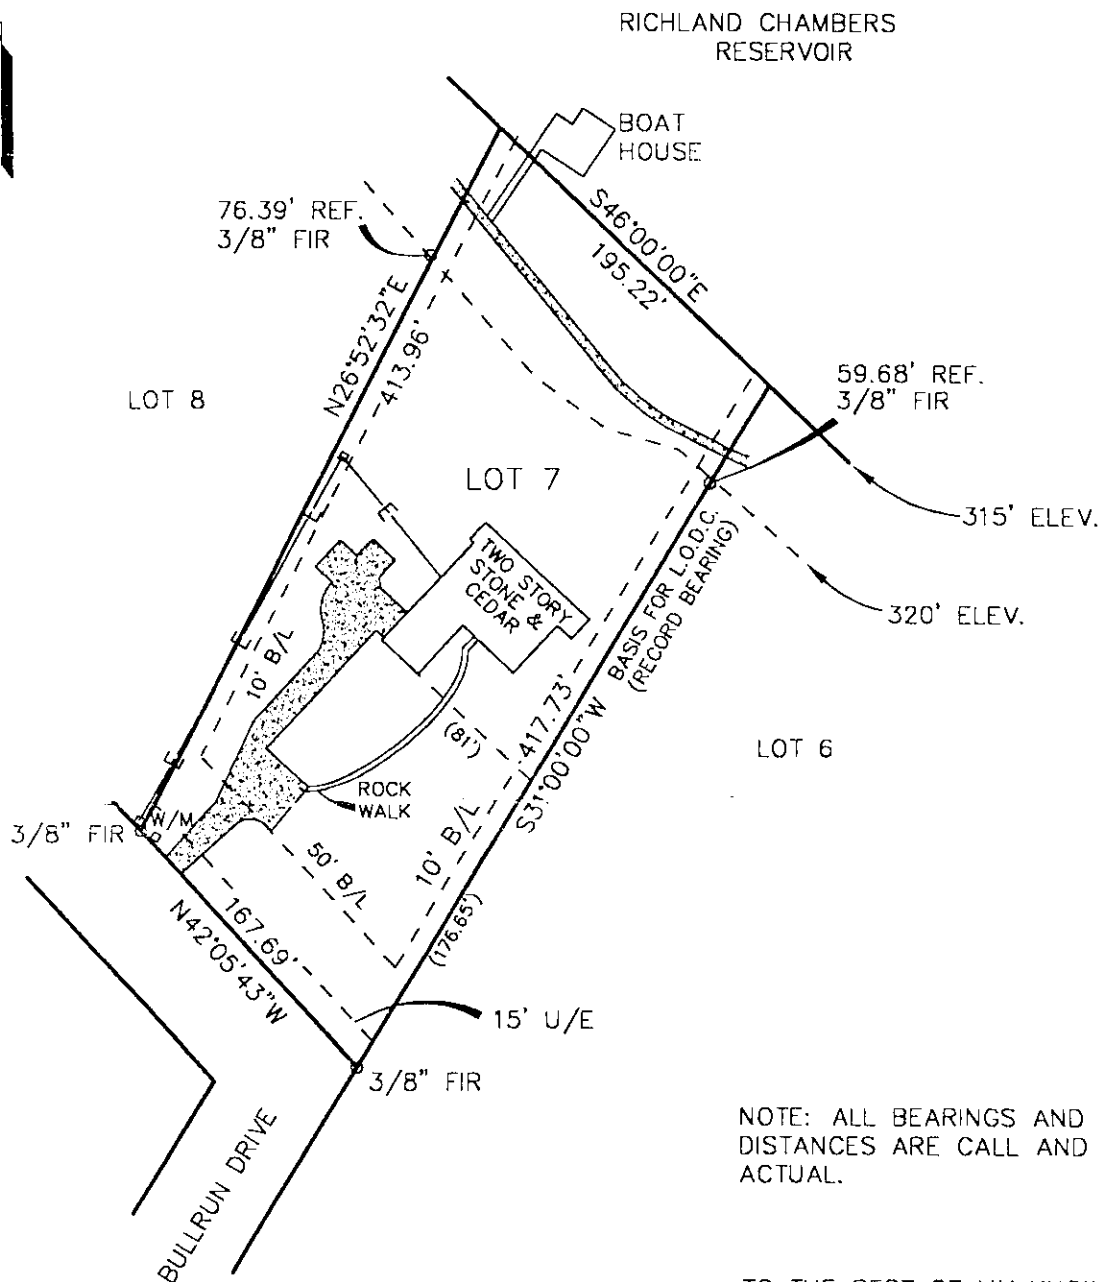 RICHLAND CHAMBERS
RESERVOIR
BOAT
HOUSE
76.39' REF.
3/8" FIR
S46°00'00"E
195.22'
N26°52'32"E
413.96'
59.68' REF.
3/8" FIR
LOT 8
LOT 7
315' ELEV.
E
TWO STORY
STONE &
CEDAR
BASIS FOR L.O.D.C.
(RECORD BEARING)
320' ELEV.
E
E
10' B/L
417.73'
S31°00'00"W
(81')
LOT 6
E
ROCK
WALK
W/M
3/8" FIR
50' B/L
10' B/L
(176.65')
167.69'
N42°05'43"W
15' U/E
3/8" FIR
BULLRUN DRIVE
NOTE: ALL BEARINGS AND
DISTANCES ARE CALL AND
ACTUAL.